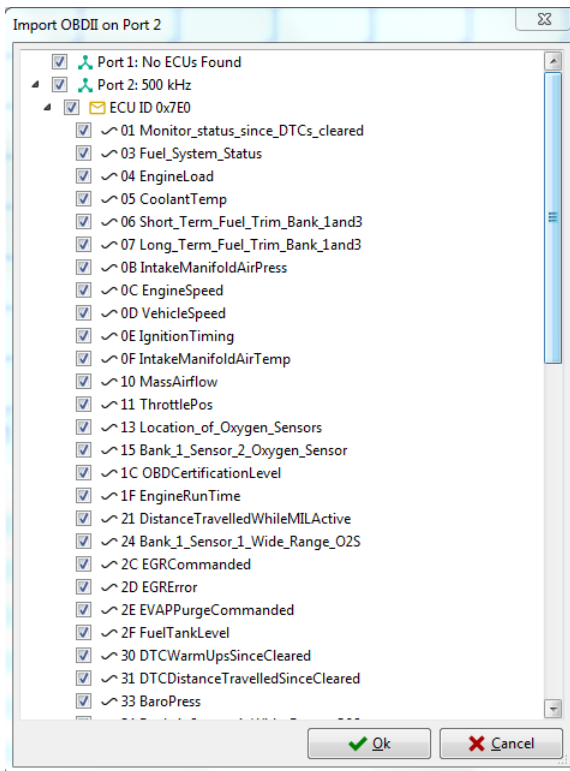 Import OBDII on Port 2
Port 1: No ECUs Found
Port 2: 500 kHz
ECU ID 0x7E0
01 Monitor_status_since_DTCs_cleared
03 Fuel_System_Status
04 EngineLoad
05 CoolantTemp
06 Short_Term_Fuel_Trim_Bank_1and3
07 Long_Term_Fuel_Trim_Bank_1and3
0B IntakeManifoldAirPress
0C EngineSpeed
0D VehicleSpeed
0E IgnitionTiming
0F IntakeManifoldAirTemp
10 MassAirflow
11 ThrottlePos
13 Location_of_Oxygen_Sensors
15 Bank_1_Sensor_2_Oxygen_Sensor
1C OBDCertificationLevel
1F EngineRunTime
21 DistanceTravelledWhileMILActive
24 Bank_1_Sensor_1_Wide_Range_O2S
2C EGRCommanded
2D EGRError
2E EVAPPurgeCommanded
2F FuelTankLevel
30 DTCWarmUpsSinceCleared
31 DTCDistanceTravelledSinceCleared
33 BaroPress
Ok
Cancel